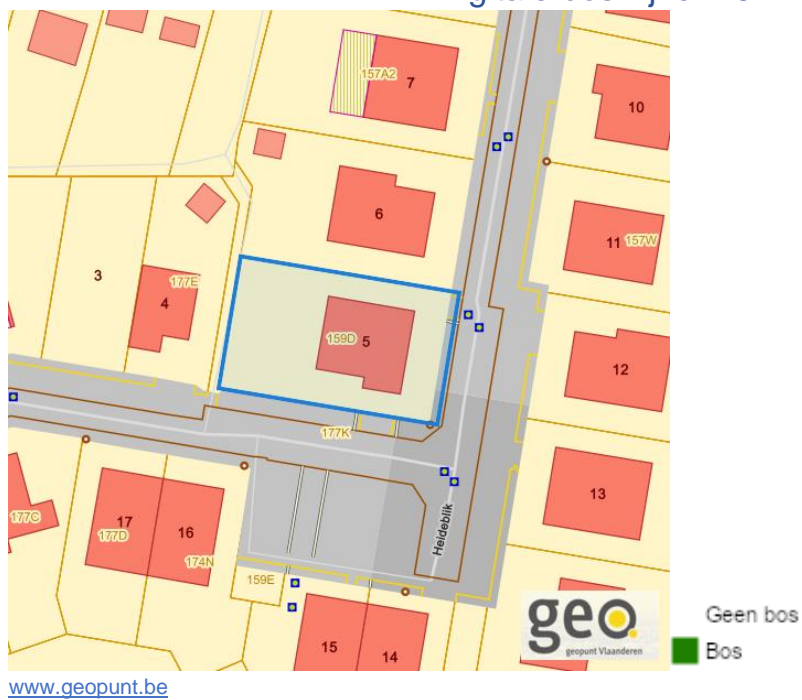 157A2
7
10
6
11
157W
3
177E
4
159D
5
12
177K
13
Heideblik
177C
17
177D
16
174N
159E
15
14
geo
geopunt Vlaanderen
Geen bos
Bos
www.geopunt.be